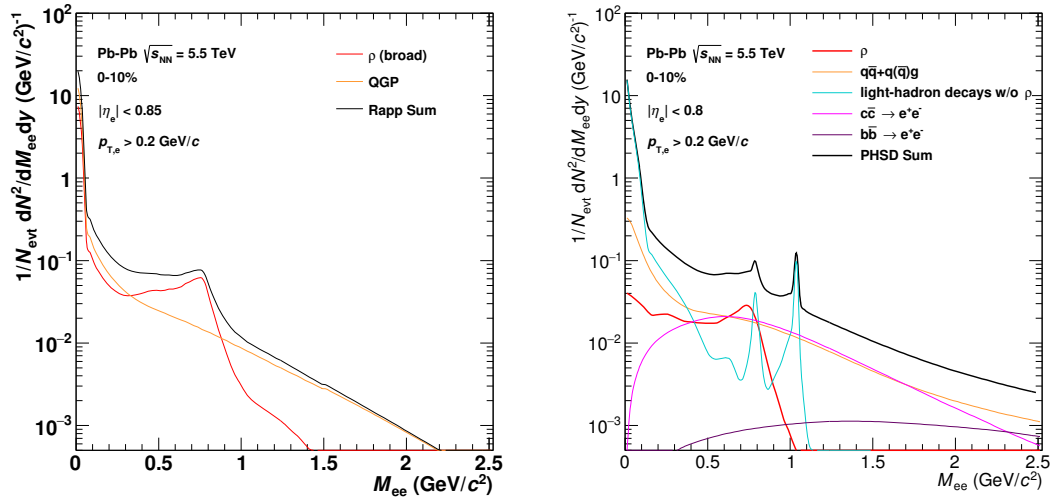 1/N_evt dN²/dM_ee dy (GeV/c²)⁻¹
10²
10
1
10⁻¹
10⁻²
10⁻³
Pb-Pb √s_NN = 5.5 TeV
0-10%
|η_e| < 0.85
p_T,e > 0.2 GeV/c
ρ (broad)
QGP
Rapp Sum
0 0.5 1 1.5 2 2.5
M_ee (GeV/c²)
1/N_evt dN²/dM_ee dy (GeV/c²)⁻¹
10²
10
1
10⁻¹
10⁻²
10⁻³
Pb-Pb √s_NN = 5.5 TeV
0-10%
|η_e| < 0.8
p_T,e > 0.2 GeV/c
ρ
qq̅+q(q̅)g
light-hadron decays w/o ρ
cc̅ → e⁺e⁻
bb̅ → e⁺e⁻
PHSD Sum
0 0.5 1 1.5 2 2.5
M_ee (GeV/c²)